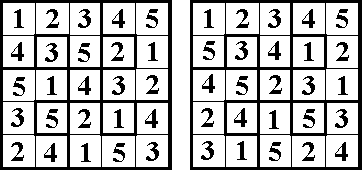 1 2 3 4 5
4 3 5 2 1
5 1 4 3 2
3 5 2 1 4
2 4 1 5 3
1 2 3 4 5
5 3 4 1 2
4 5 2 3 1
2 4 1 5 3
3 1 5 2 4